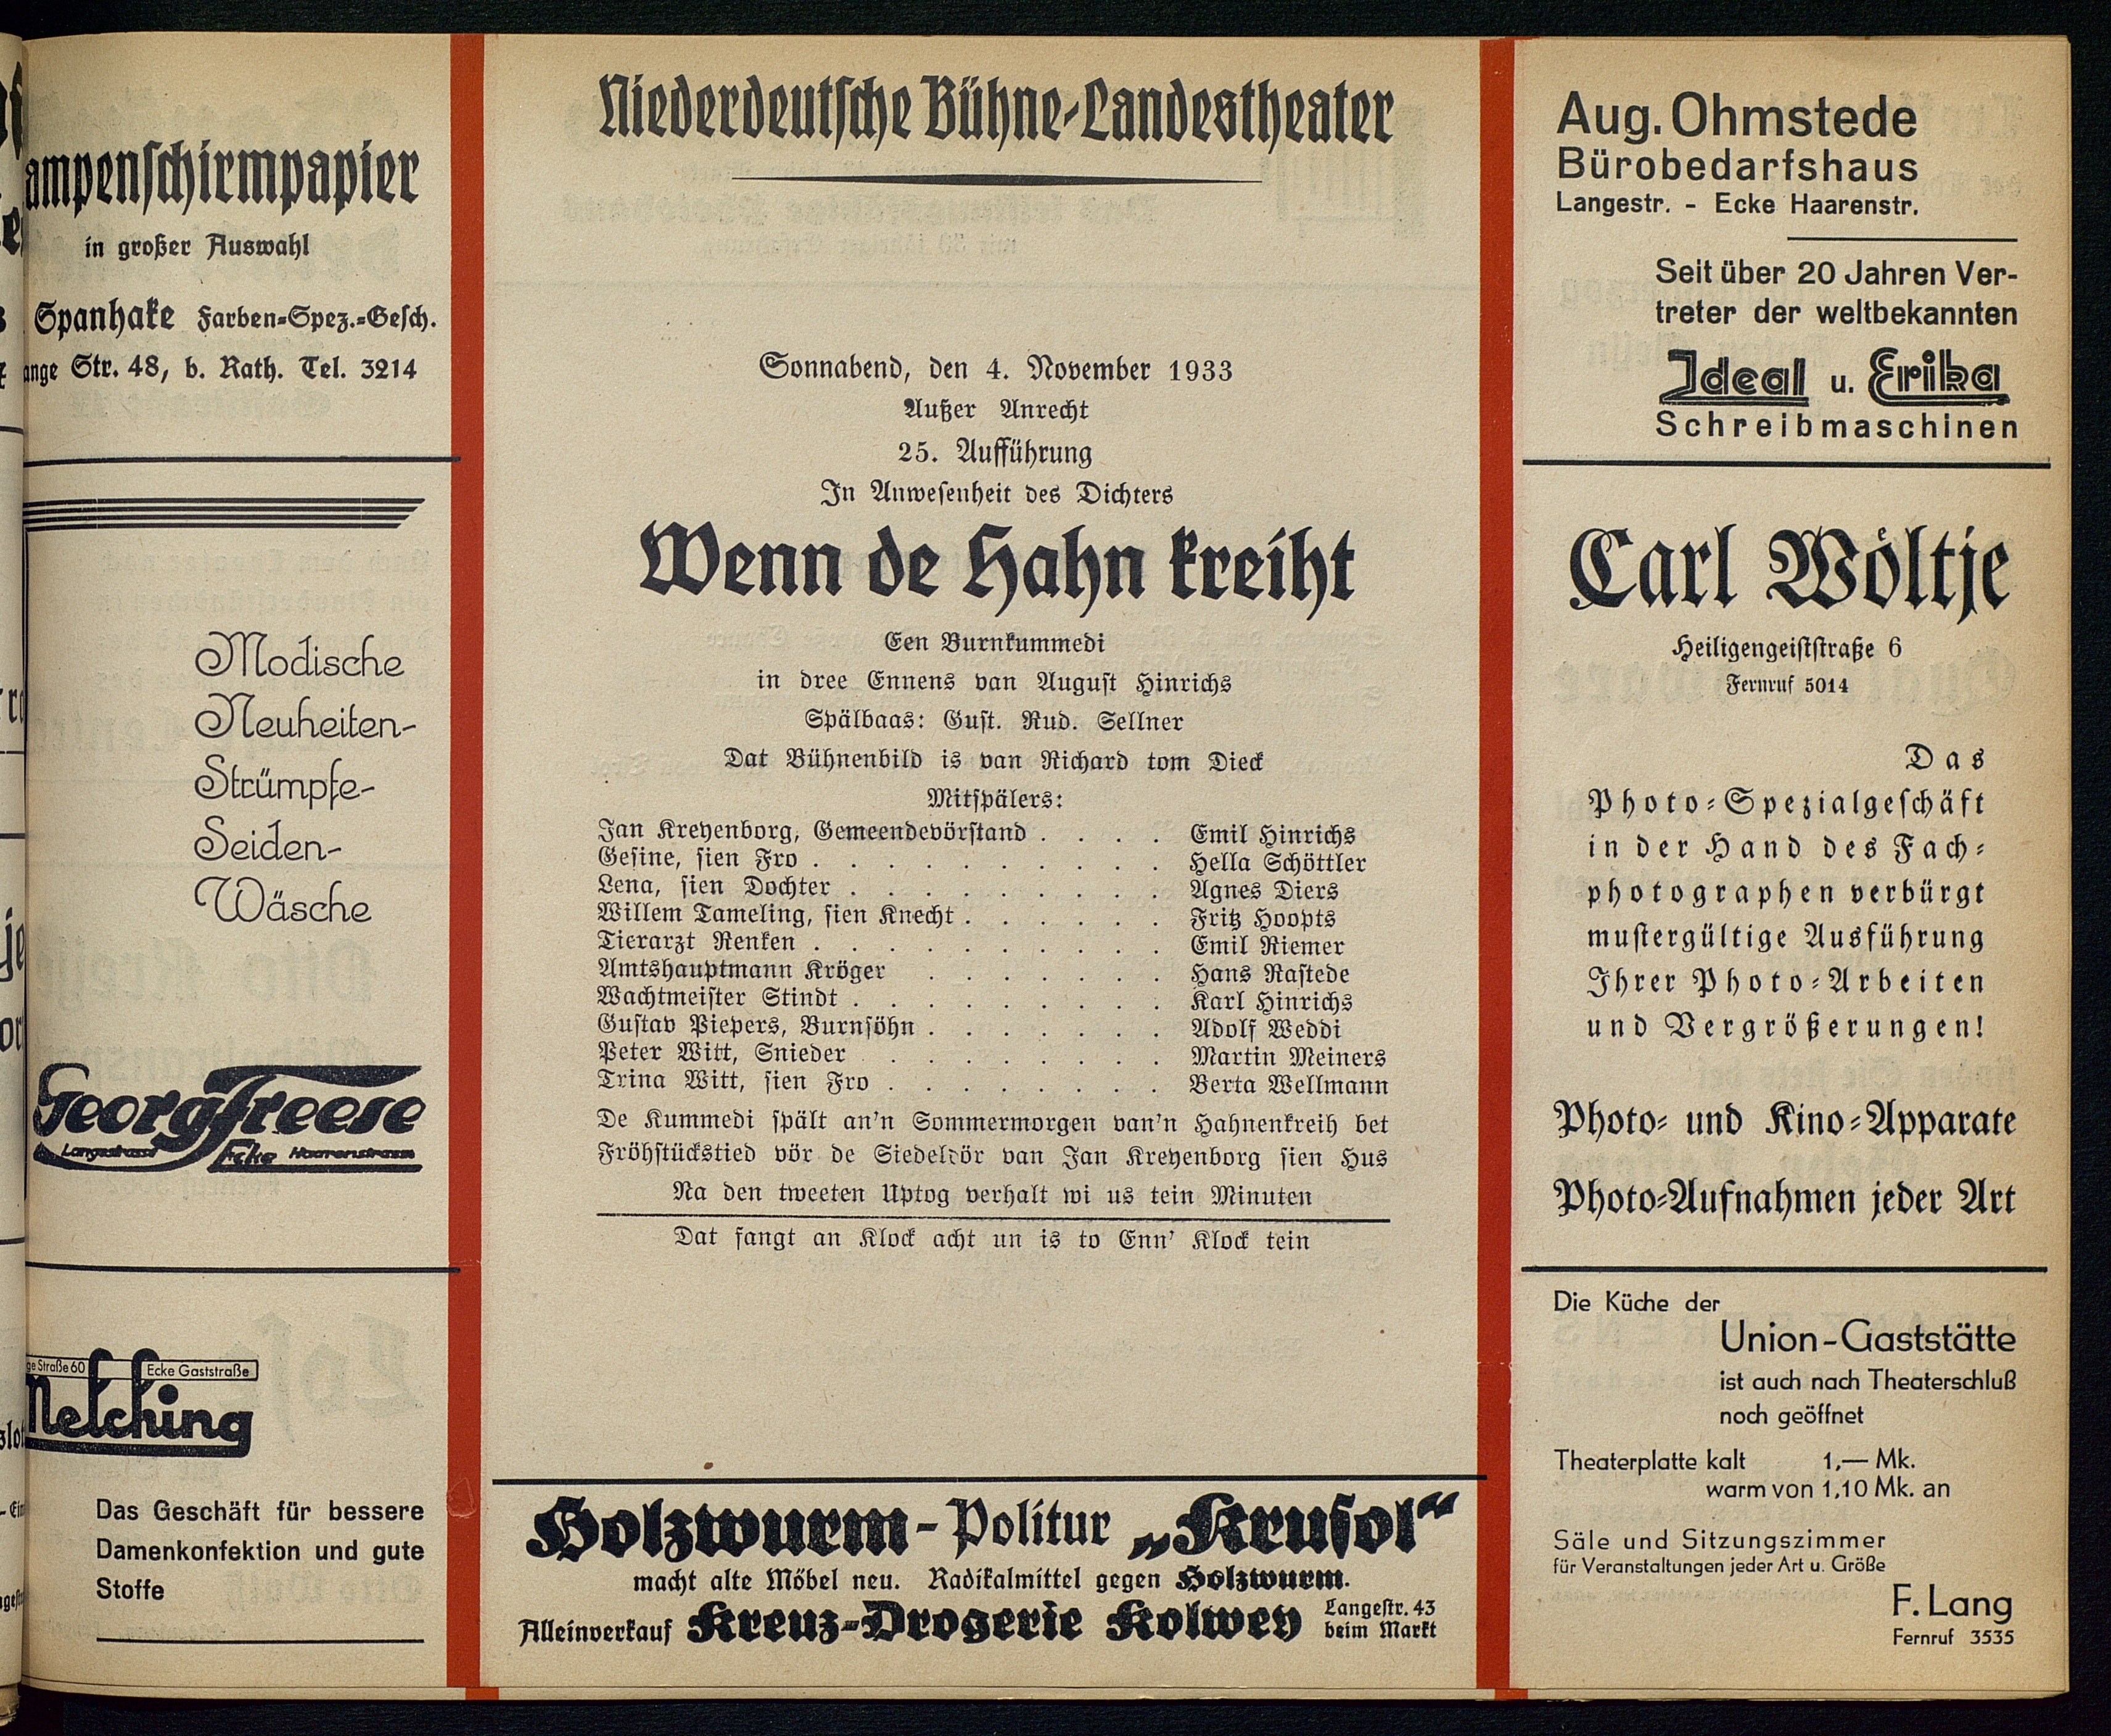 ampenschirmpapier
in großer Auswahl
Spanhake Farben-Spez.-Gesch.
ange Str. 48, b. Rath. Tel. 3214
Modische
Neuheiten-
Strümpfe-
Seiden-
Wäsche
Georg Freese
Langestrasse Ecke Haarenstrasse
ge Straße 60 Ecke Gaststraße
Melching
Das Geschäft für bessere
Damenkonfektion und gute
Stoffe
Niederdeutsche Bühne-Landestheater
Sonnabend, den 4. November 1933
Außer Anrecht
25. Aufführung
In Anwesenheit des Dichters
Wenn de Hahn kreiht
Een Burnkummedi
in dree Ennens van August Hinrichs
Spälbaas: Gust. Rud. Sellner
Dat Bühnenbild is van Richard tom Dieck
Mitspälers:
Jan Kreyenborg, Gemeendevörstand . . . . Emil Hinrichs
Gesine, sien Fro . . . . . . . . . . Hella Schöttler
Lena, sien Dochter . . . . . . . . . Agnes Diers
Willem Tameling, sien Knecht . . . . . . Fritz Hoopts
Tierarzt Renken . . . . . . . . . . Emil Riemer
Amtshauptmann Kröger . . . . . . . Hans Rastede
Wachtmeister Stindt . . . . . . . . . Karl Hinrichs
Gustav Piepers, Burnsöhn . . . . . . . Adolf Weddi
Peter Witt, Snieder . . . . . . . . Martin Meiners
Trina Witt, sien Fro . . . . . . . . Berta Wellmann
De Kummedi spält an'n Sommermorgen van'n Hahnenkreih bet
Fröhstückstied vör de Siedeldör van Jan Kreyenborg sien Hus
Na den tweeten Uptog verhalt wi us tein Minuten
Dat fangt an Klock acht un is to Enn' Klock tein
Holzwurm-Politur „Krusol“
macht alte Möbel neu. Radikalmittel gegen Holzwurm.
Alleinverkauf Kreuz-Drogerie Kolwey Langestr. 43
beim Markt
Aug. Ohmstede
Bürobedarfshaus
Langestr. - Ecke Haarenstr.
Seit über 20 Jahren Ver-
treter der weltbekannten
Ideal u. Erika
Schreibmaschinen
Carl Wöltje
Heiligengeiststraße 6
Fernruf 5014
Das
Photo-Spezialgeschäft
in der Hand des Fach-
photographen verbürgt
mustergültige Ausführung
Ihrer Photo-Arbeiten
und Vergrößerungen!
Photo- und Kino-Apparate
Photo-Aufnahmen jeder Art
Die Küche der
Union-Gaststätte
ist auch nach Theaterschluß
noch geöffnet
Theaterplatte kalt 1,— Mk.
warm von 1,10 Mk. an
Säle und Sitzungszimmer
für Veranstaltungen jeder Art u. Größe
F. Lang
Fernruf 3535